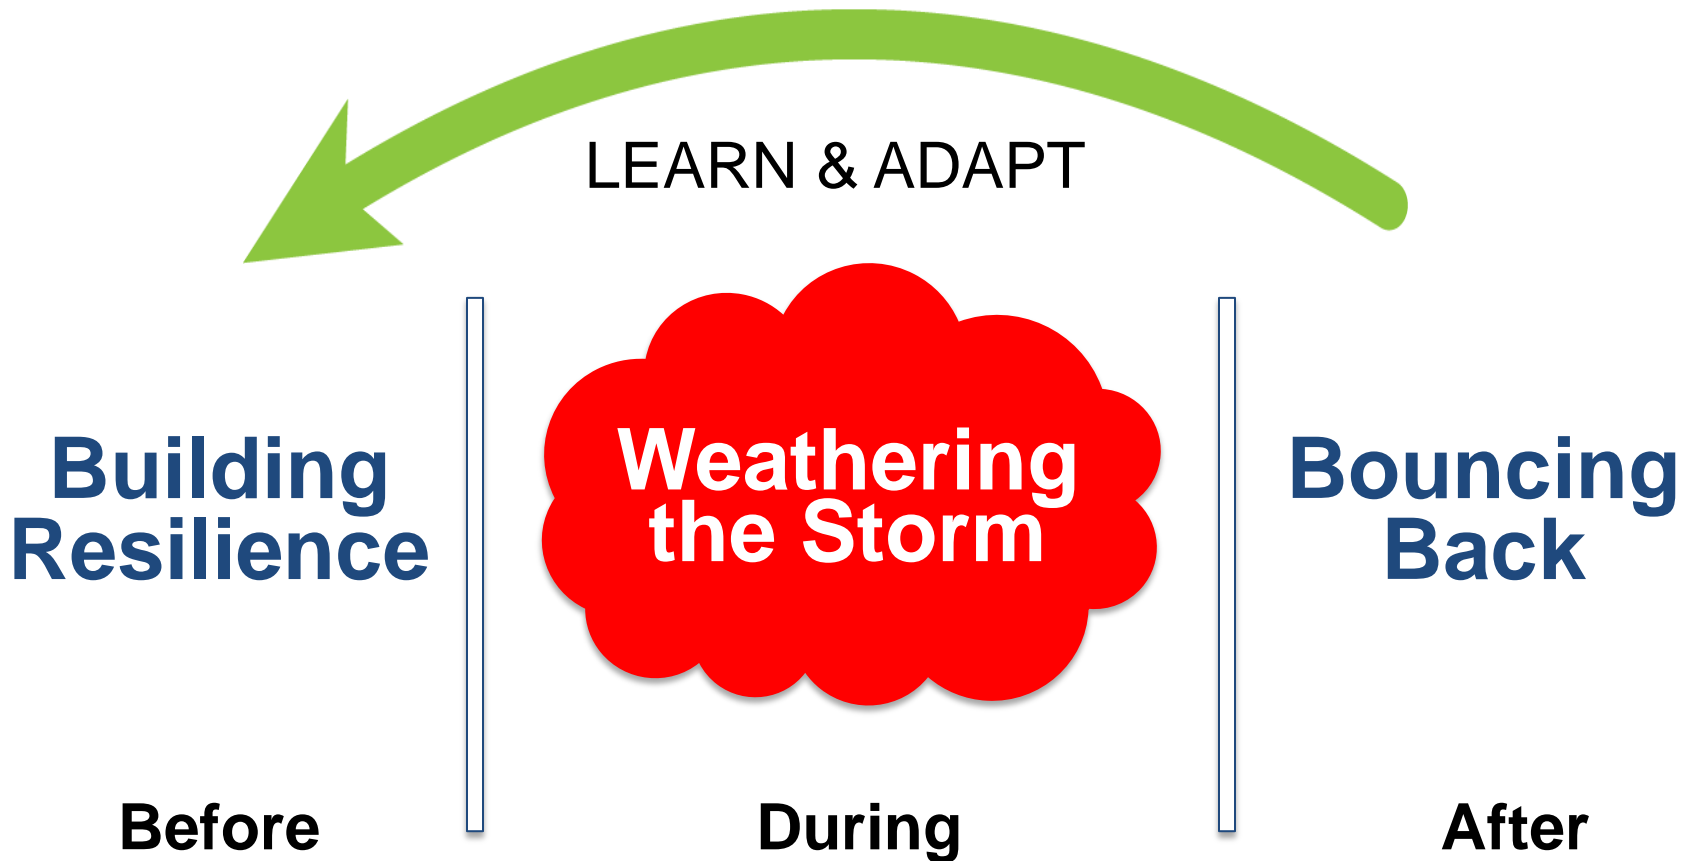 LEARN & ADAPT
Building
Resilience
Weathering
the Storm
Bouncing
Back
Before
During
After